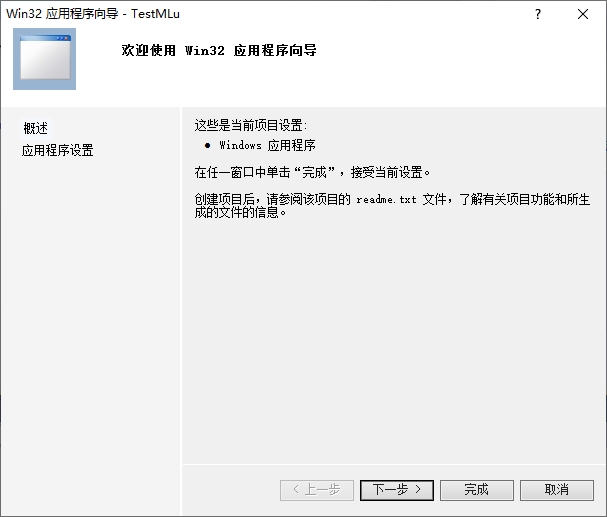 Win32 应用程序向导 - TestMLu
? ×
欢迎使用 Win32 应用程序向导
概述
应用程序设置
这些是当前项目设置:
● Windows 应用程序
在任一窗口中单击“完成”，接受当前设置。
创建项目后，请参阅该项目的 readme.txt 文件，了解有关项目功能和所生
成的文件的信息。
< 上一步 下一步 > 完成 取消